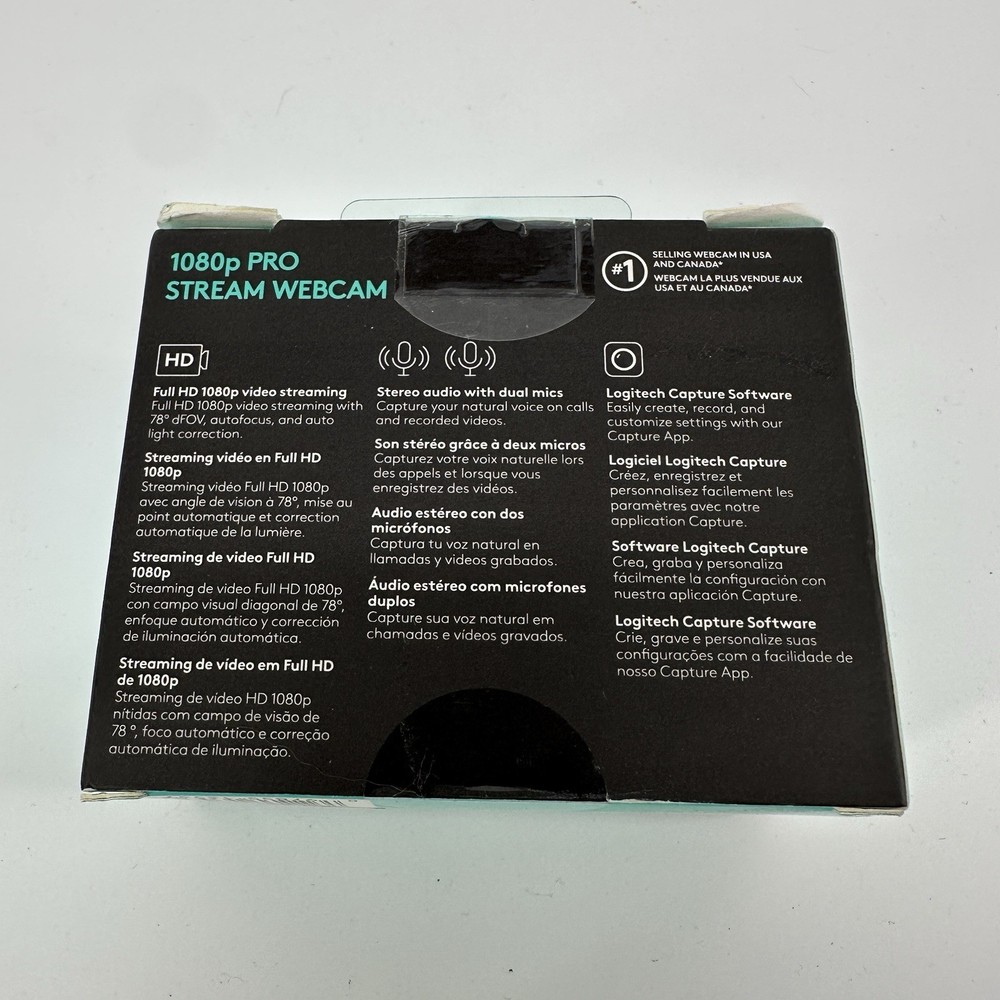 1080p PRO
STREAM WEBCAM
#1
SELLING WEBCAM IN USA
AND CANADA*
WEBCAM LA PLUS VENDUE AUX
USA ET AU CANADA*
HD
Full HD 1080p video streaming
Full HD 1080p video streaming with
78° dFOV, autofocus, and auto
light correction.
Streaming vidéo en Full HD
1080p
Streaming vidéo Full HD 1080p
avec angle de vision à 78°, mise au
point automatique et correction
automatique de la lumière.
Streaming de video Full HD
1080p
Streaming de video Full HD 1080p
con campo visual diagonal de 78°,
enfoque automático y corrección
de iluminación automática.
Streaming de vídeo em Full HD
de 1080p
Streaming de vídeo HD 1080p
nítidas com campo de visão de
78 °, foco automático e correção
automática de iluminação.
Stereo audio with dual mics
Capture your natural voice on calls
and recorded videos.
Son stéréo grâce à deux micros
Capturez votre voix naturelle lors
des appels et lorsque vous
enregistrez des vidéos.
Audio estéreo con dos
micrófonos
Captura tu voz natural en
llamadas y videos grabados.
Áudio estéreo com microfones
duplos
Capture sua voz natural em
chamadas e vídeos gravados.
Logitech Capture Software
Easily create, record, and
customize settings with our
Capture App.
Logiciel Logitech Capture
Créez, enregistrez et
personnalisez facilement les
paramètres avec notre
application Capture.
Software Logitech Capture
Crea, graba y personaliza
fácilmente la configuración con
nuestra aplicación Capture.
Logitech Capture Software
Crie, grave e personalize suas
configurações com a facilidade de
nosso Capture App.